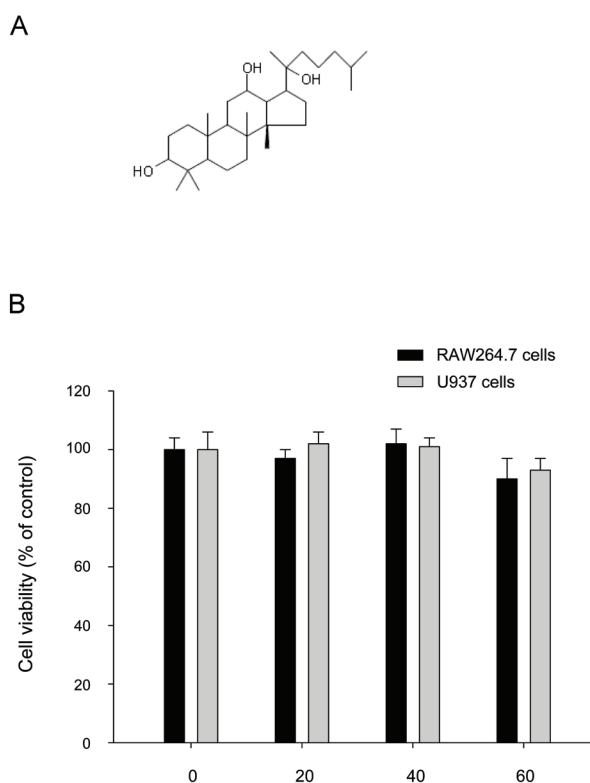 A
OH
OH
HO
B
RAW264.7 cells
U937 cells
Cell viability (% of control)
120
100
80
60
40
20
0
0 20 40 60